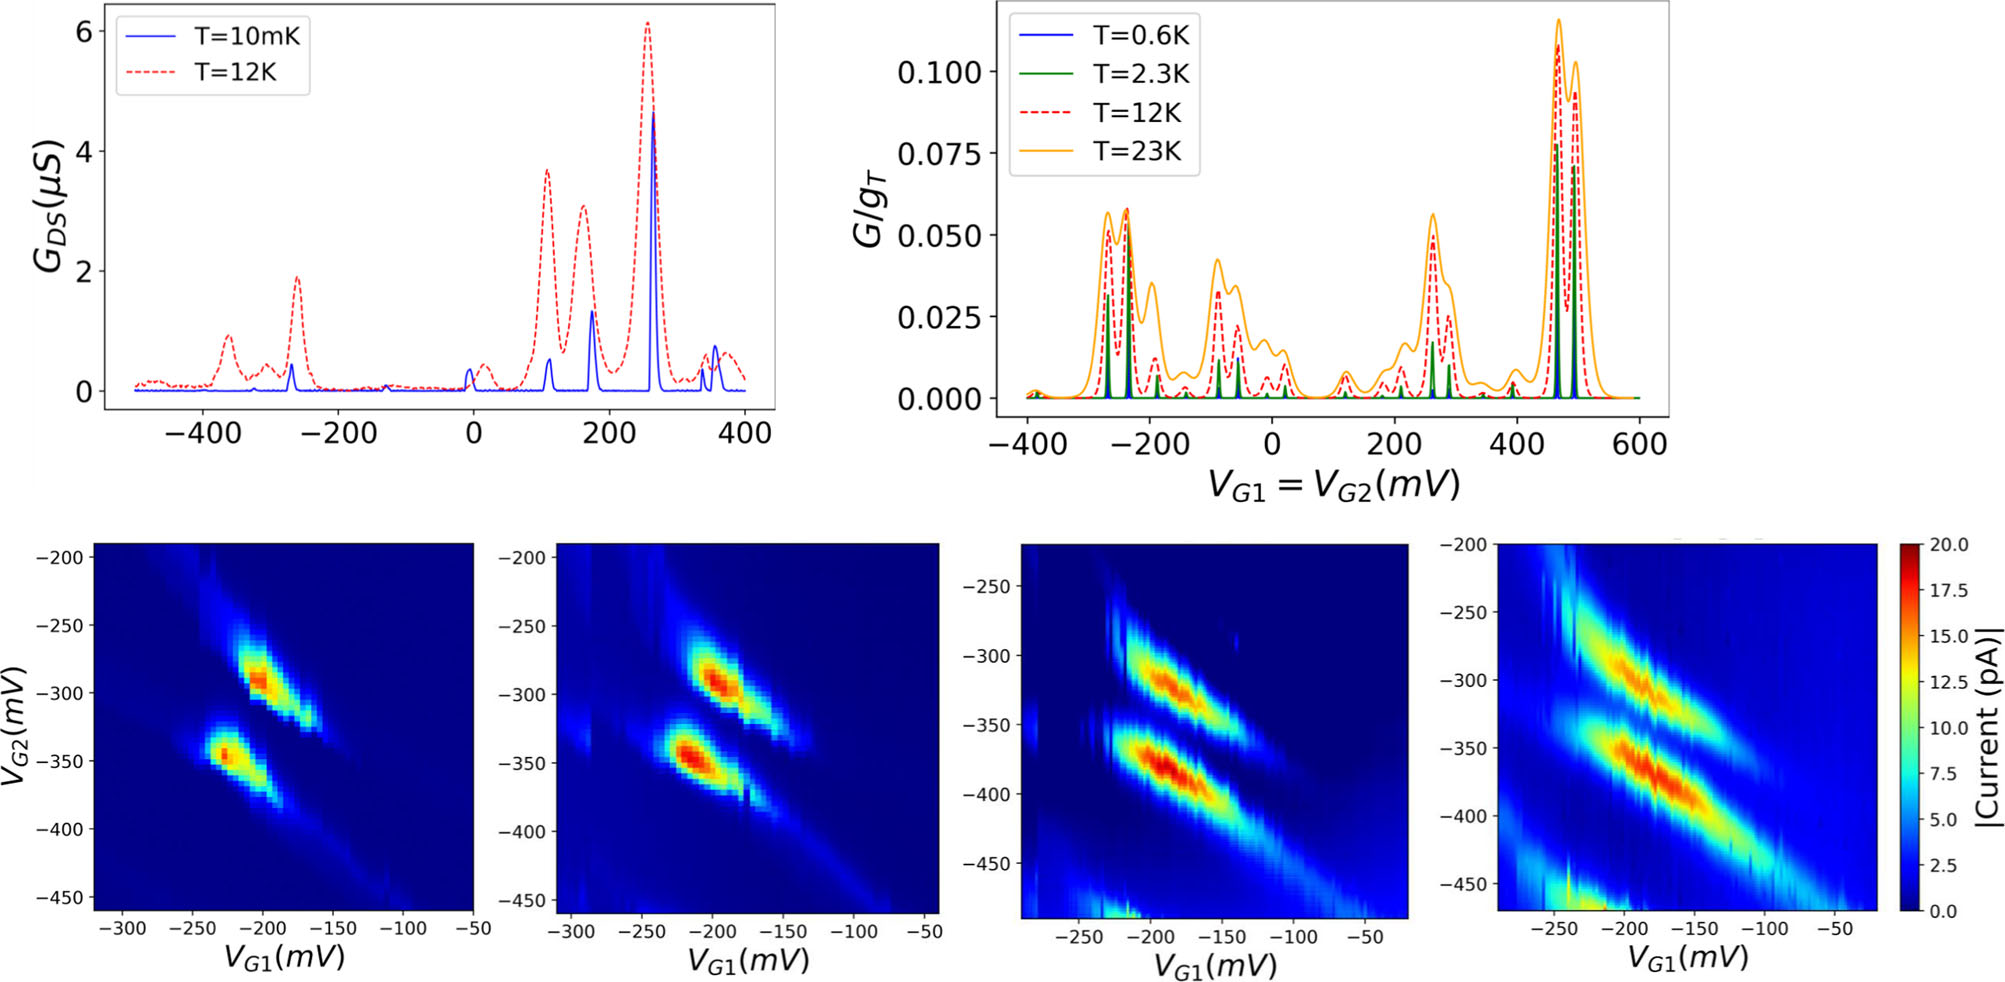 6
4
2
0
G_DS(μS)
T=10mK
T=12K
−400 −200 0 200 400
0.100
0.075
0.050
0.025
0.000
G/g_T
T=0.6K
T=2.3K
T=12K
T=23K
−400 −200 0 200 400 600
V_G1 = V_G2(mV)
−200
−250
−300
−350
−400
−450
V_G2(mV)
−300 −250 −200 −150 −100 −50
V_G1(mV)
−200
−250
−300
−350
−400
−450
−300 −250 −200 −150 −100 −50
V_G1(mV)
−250
−300
−350
−400
−450
−250 −200 −150 −100 −50
V_G1(mV)
−200
−250
−300
−350
−400
−450
−250 −200 −150 −100 −50
V_G1(mV)
20.0
17.5
15.0
12.5
10.0
7.5
5.0
2.5
0.0
|Current (pA)|